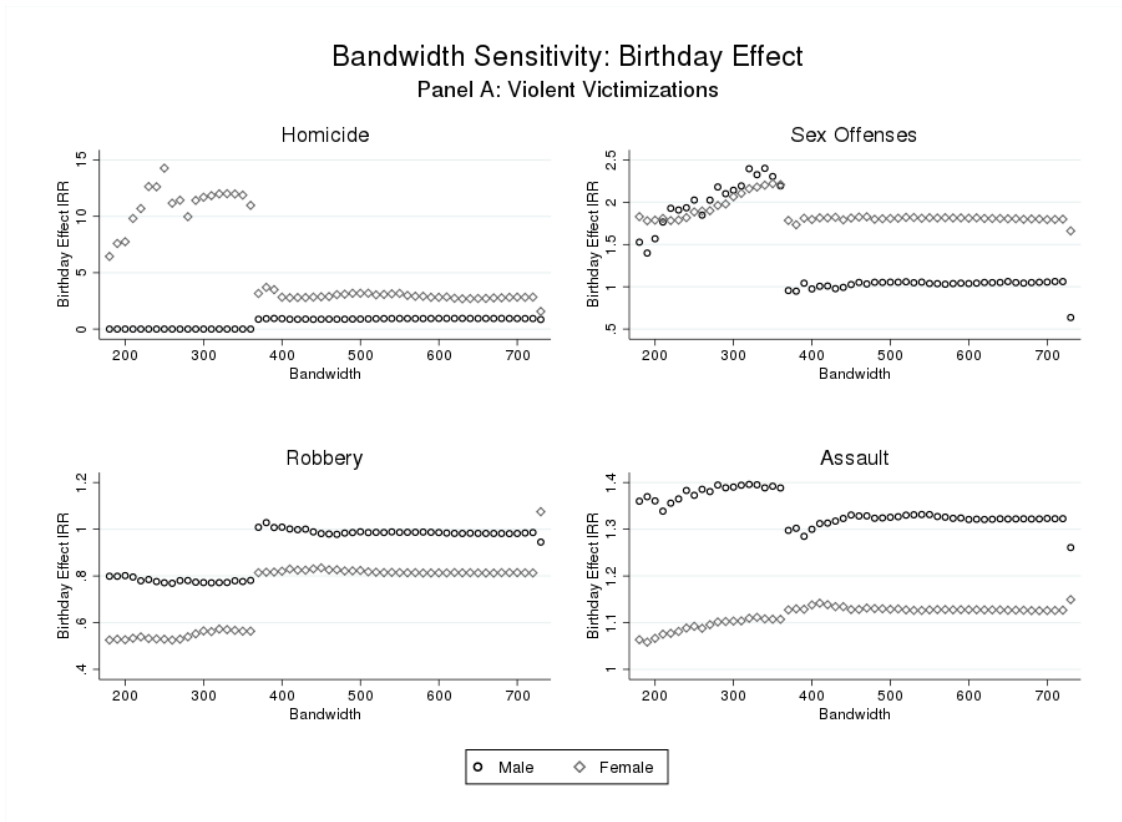 Bandwidth Sensitivity: Birthday Effect
Panel A: Violent Victimizations
Homicide
Birthday Effect IRR
15
10
5
0
200 300 400 500 600 700
Bandwidth
Sex Offenses
Birthday Effect IRR
2.5
2
1.5
1
.5
200 300 400 500 600 700
Bandwidth
Robbery
Birthday Effect IRR
1.2
1
.8
.6
.4
200 300 400 500 600 700
Bandwidth
Assault
Birthday Effect IRR
1.4
1.3
1.2
1.1
1
200 300 400 500 600 700
Bandwidth
Male Female